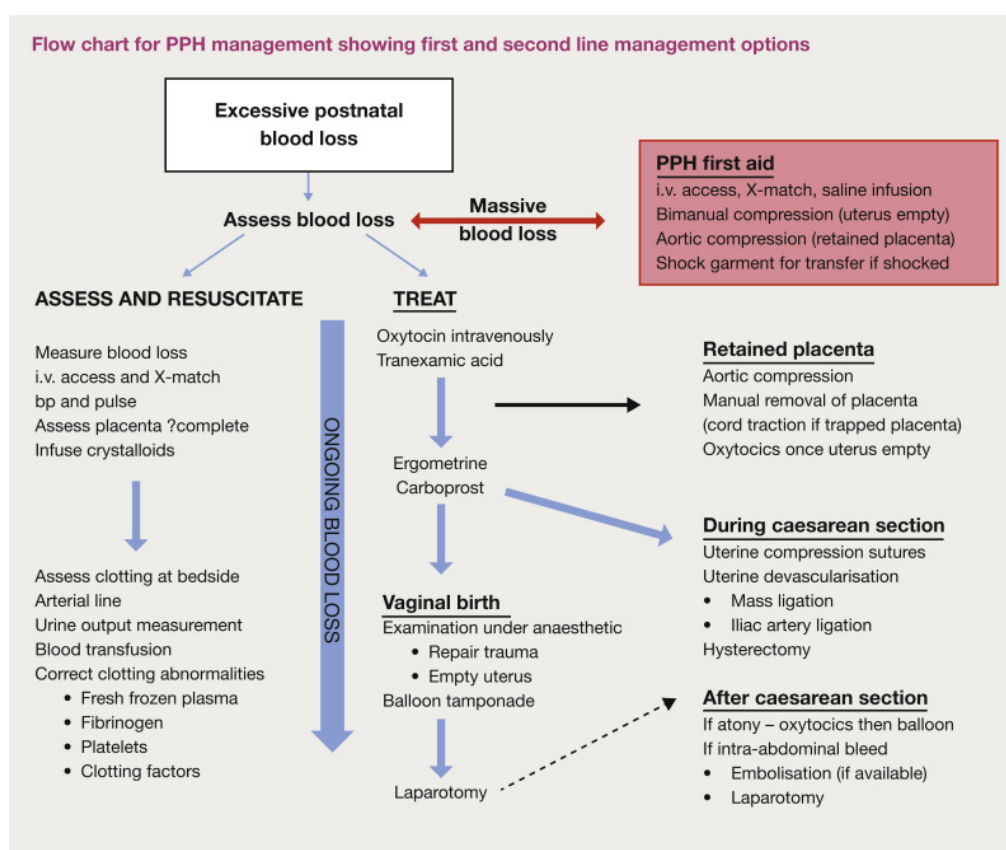 Flow chart for PPH management showing first and second line management options
Excessive postnatal
blood loss
Assess blood loss
Massive
blood loss
PPH first aid
i.v. access, X-match, saline infusion
Bimanual compression (uterus empty)
Aortic compression (retained placenta)
Shock garment for transfer if shocked
ASSESS AND RESUSCITATE
Measure blood loss
i.v. access and X-match
bp and pulse
Assess placenta ?complete
Infuse crystalloids
Assess clotting at bedside
Arterial line
Urine output measurement
Blood transfusion
Correct clotting abnormalities
• Fresh frozen plasma
• Fibrinogen
• Platelets
• Clotting factors
ONGOING BLOOD LOSS
TREAT
Oxytocin intravenously
Tranexamic acid
Ergometrine
Carboprost
Vaginal birth
Examination under anaesthetic
• Repair trauma
• Empty uterus
Balloon tamponade
Laparotomy
Retained placenta
Aortic compression
Manual removal of placenta
(cord traction if trapped placenta)
Oxytocics once uterus empty
During caesarean section
Uterine compression sutures
Uterine devascularisation
• Mass ligation
• Iliac artery ligation
Hysterectomy
After caesarean section
If atony – oxytocics then balloon
If intra-abdominal bleed
• Embolisation (if available)
• Laparotomy